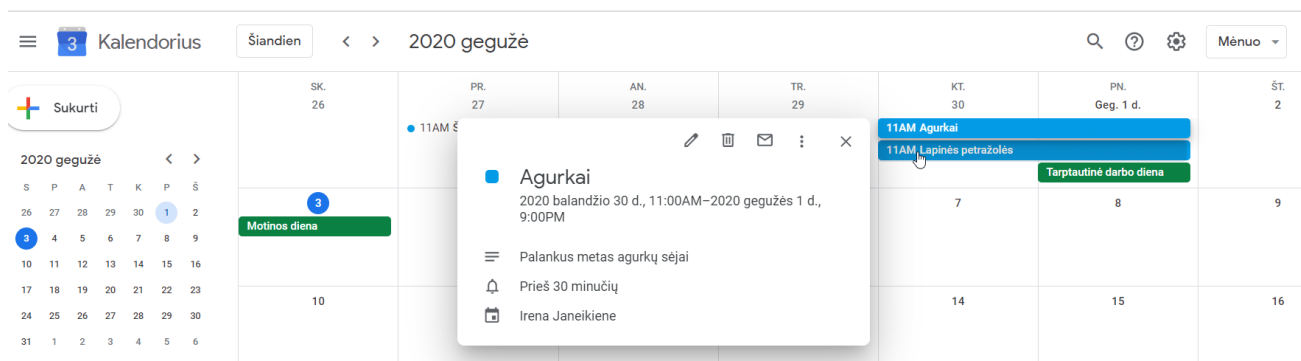 3 Kalendorius Šiandien 2020 gegužė Mėnuo
Sukurti
SK. PR. AN. TR. KT. PN. ŠT.
26 27 28 29 30 Geg. 1 d. 2
11AM Š
11AM Agurkai
11AM Lapinės petražolės
Tarptautinė darbo diena
2020 gegužė
S P A T K P Š
26 27 28 29 30 1 2
3 4 5 6 7 8 9
10 11 12 13 14 15 16
17 18 19 20 21 22 23
24 25 26 27 28 29 30
31 1 2 3 4 5 6
3 7 8 9
Motinos diena
10 14 15 16
Agurkai
2020 balandžio 30 d., 11:00AM–2020 gegužės 1 d.,
9:00PM
Palankus metas agurkų sėjai
Prieš 30 minučių
Irena Janeikiene